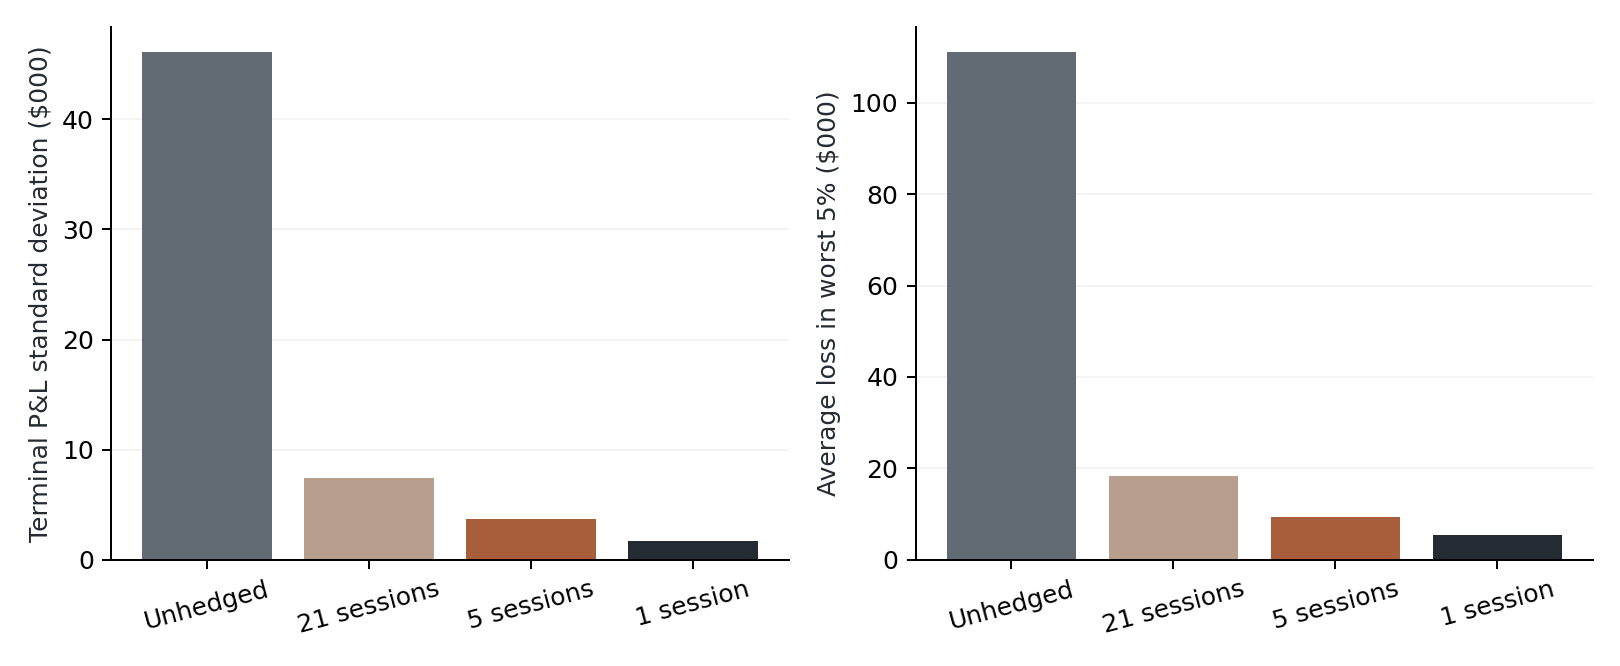 Terminal P&L standard deviation ($000)
40
30
20
10
0
Unhedged
21 sessions
5 sessions
1 session
Average loss in worst 5% ($000)
100
80
60
40
20
0
Unhedged
21 sessions
5 sessions
1 session